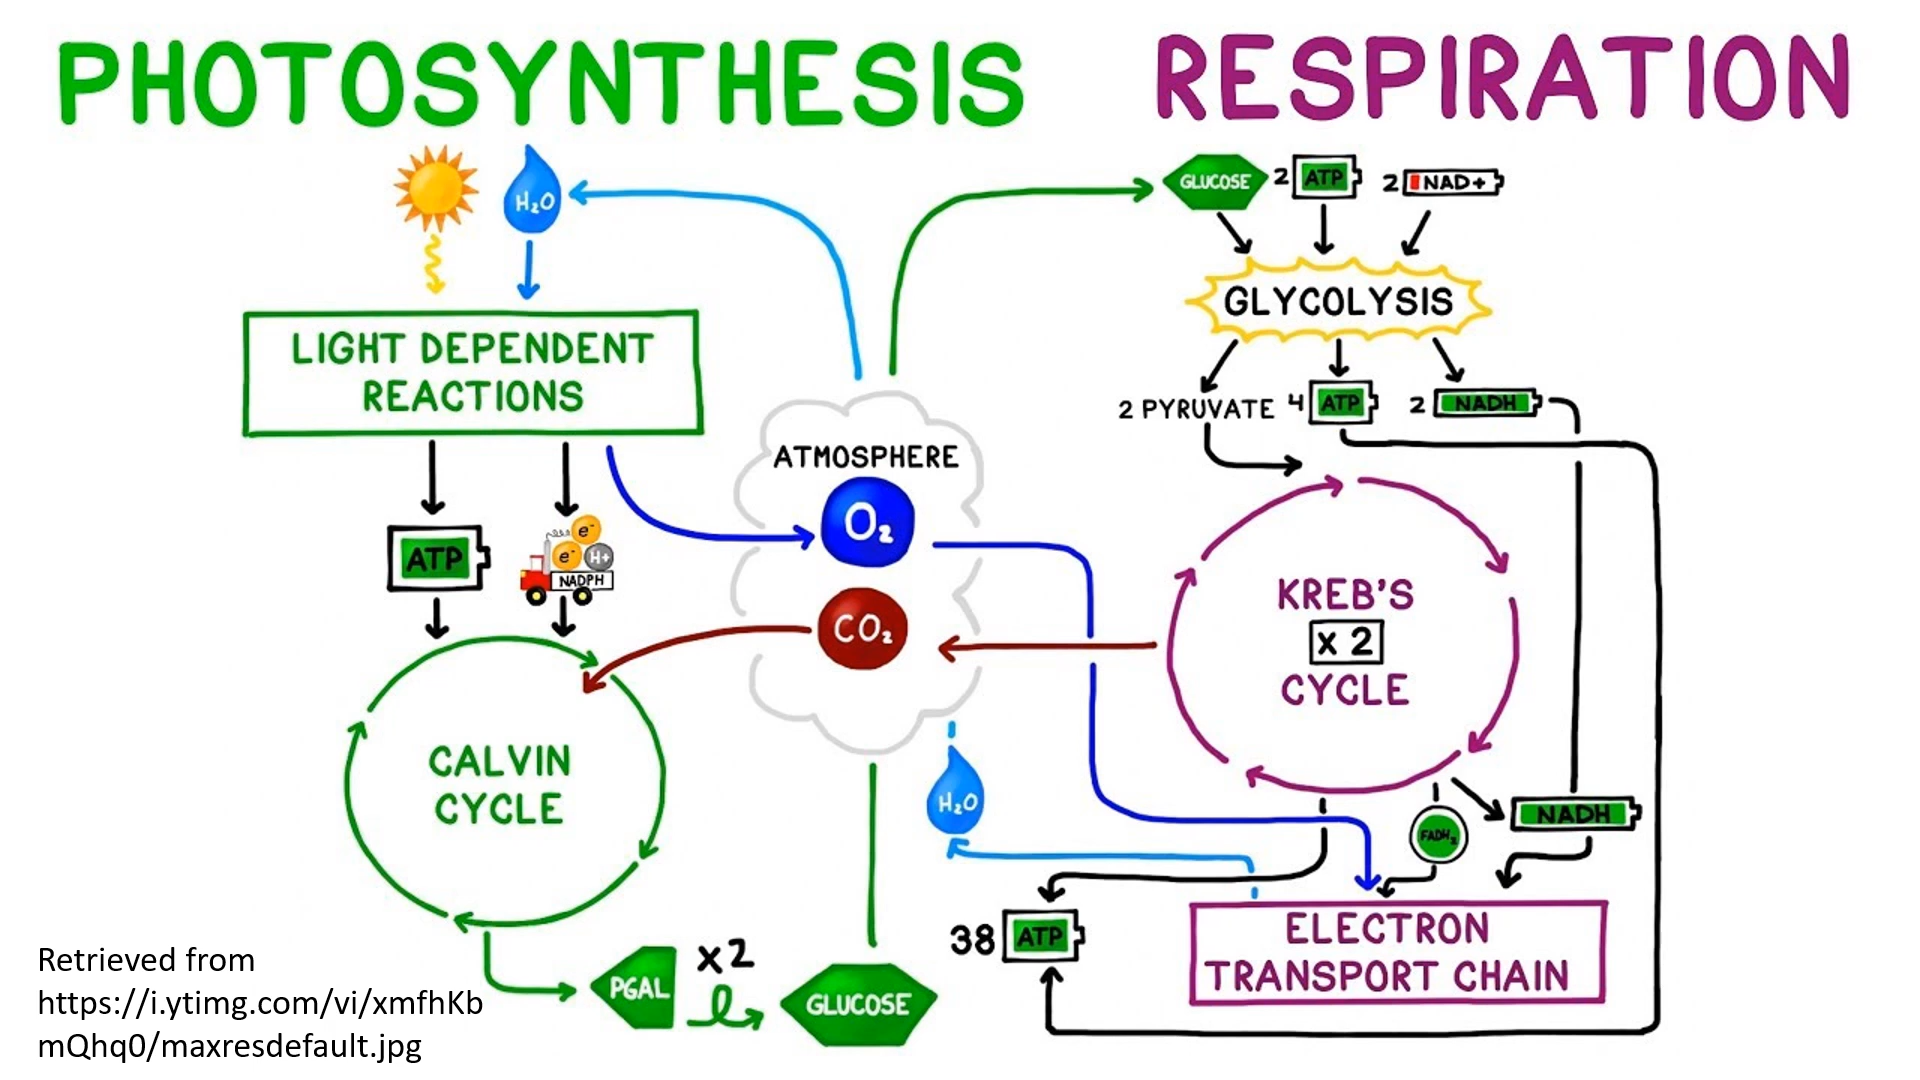 PHOTOSYNTHESIS
RESPIRATION
H₂O
LIGHT DEPENDENT
REACTIONS
ATP
e⁻
e⁻
H+
NADPH
CALVIN
CYCLE
PGAL
x2
GLUCOSE
ATMOSPHERE
O₂
CO₂
H₂O
GLUCOSE
2 ATP
2 NAD+
GLYCOLYSIS
2 PYRUVATE
4 ATP
2 NADH
KREB'S
x 2
CYCLE
FADH₂
NADH
38 ATP
ELECTRON
TRANSPORT CHAIN
Retrieved from
https://i.ytimg.com/vi/xmfhKb
mQhq0/maxresdefault.jpg